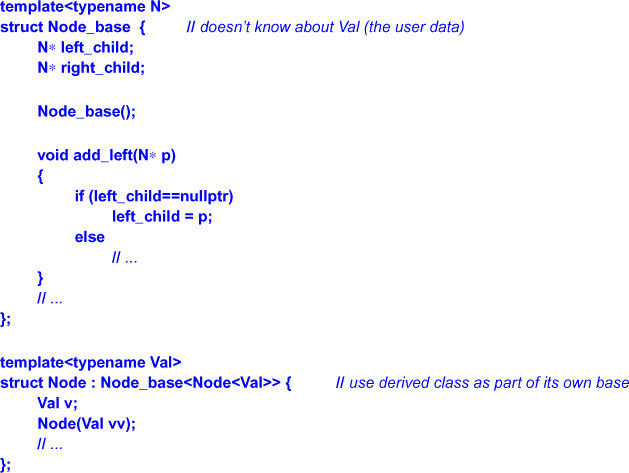 template<typename N>
struct Node_base { // doesn’t know about Val (the user data)
N∗ left_child;
N∗ right_child;
Node_base();
void add_left(N∗ p)
{
if (left_child==nullptr)
left_child = p;
else
// ...
}
// ...
};
template<typename Val>
struct Node : Node_base<Node<Val>> { // use derived class as part of its own base
Val v;
Node(Val vv);
// ...
};